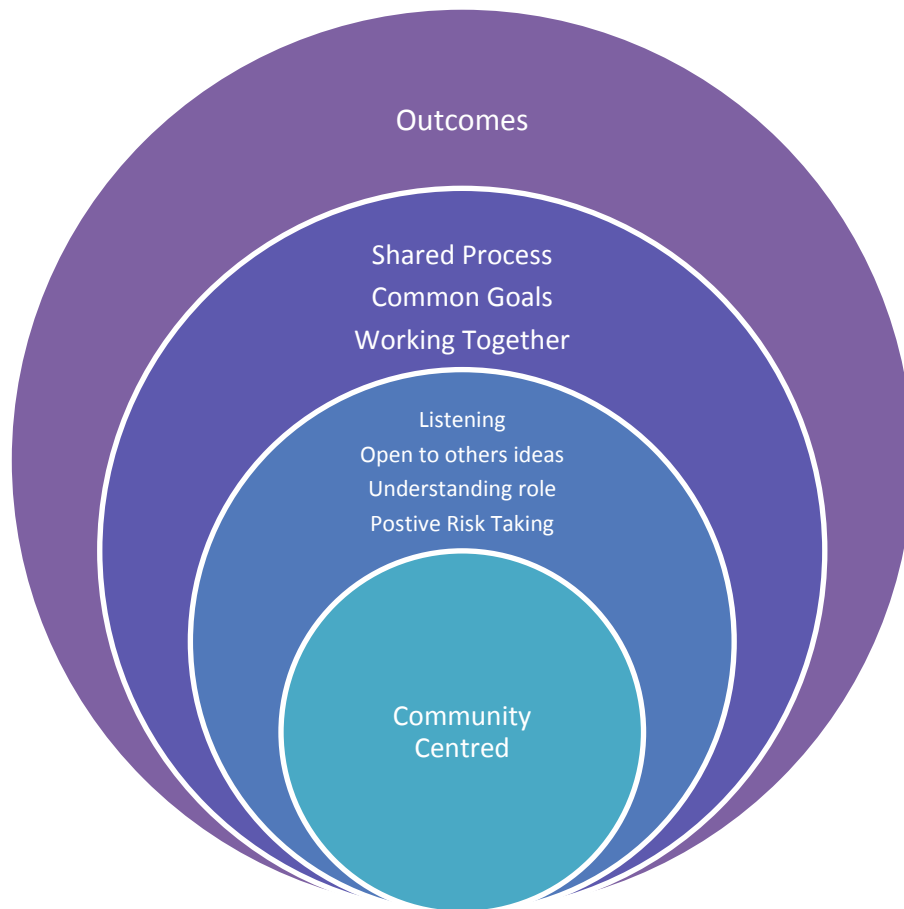 Outcomes
Shared Process
Common Goals
Working Together
Listening
Open to others ideas
Understanding role
Postive Risk Taking
Community
Centred